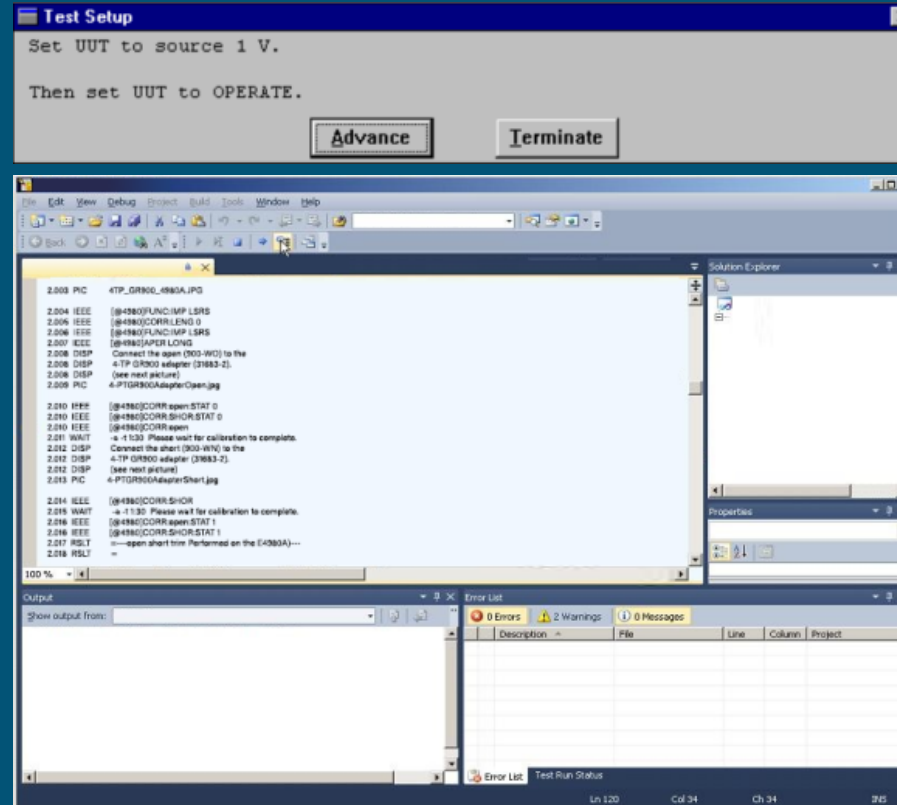 Test Setup
Set UUT to source 1 V.
Then set UUT to OPERATE.
Advance
Terminate
File Edit View Debug Project Build Tools Window Help
Back
2.003 PIC 4TP_GR900_4980A.JPG
2.004 IEEE [@4980]FUNC:IMP LSRS
2.005 IEEE [@4980]CORR:LENG 0
2.006 IEEE [@4980]FUNC:IMP LSRS
2.007 IEEE [@4980]APER LONG
2.008 DISP Connect the open (900-WO) to the
2.008 DISP 4-TP GR900 adapter (31683-2).
2.008 DISP (see next picture)
2.009 PIC 4-PTGR900AdapterOpen.jpg
2.010 IEEE [@4980]CORR:open:STAT 0
2.010 IEEE [@4980]CORR:SHOR:STAT 0
2.010 IEEE [@4980]CORR:open
2.011 WAIT -a -t 1:30 Please wait for calibration to complete.
2.012 DISP Connect the short (900-WN) to the
2.012 DISP 4-TP GR900 adapter (31683-2).
2.012 DISP (see next picture)
2.013 PIC 4-PTGR900AdapterShort.jpg
2.014 IEEE [@4980]CORR:SHOR
2.015 WAIT -a -t 1:30 Please wait for calibration to complete.
2.016 IEEE [@4980]CORR:open:STAT 1
2.016 IEEE [@4980]CORR:SHOR:STAT 1
2.017 RSLT =---open short trim Performed on the E4980A)---
2.018 RSLT =
100 %
Solution Explorer
Properties
Output
Show output from:
Error List
0 Errors 2 Warnings 0 Messages
Description File Line Column Project
Error List Test Run Status
Ln 120 Col 34 Ch 34 INS